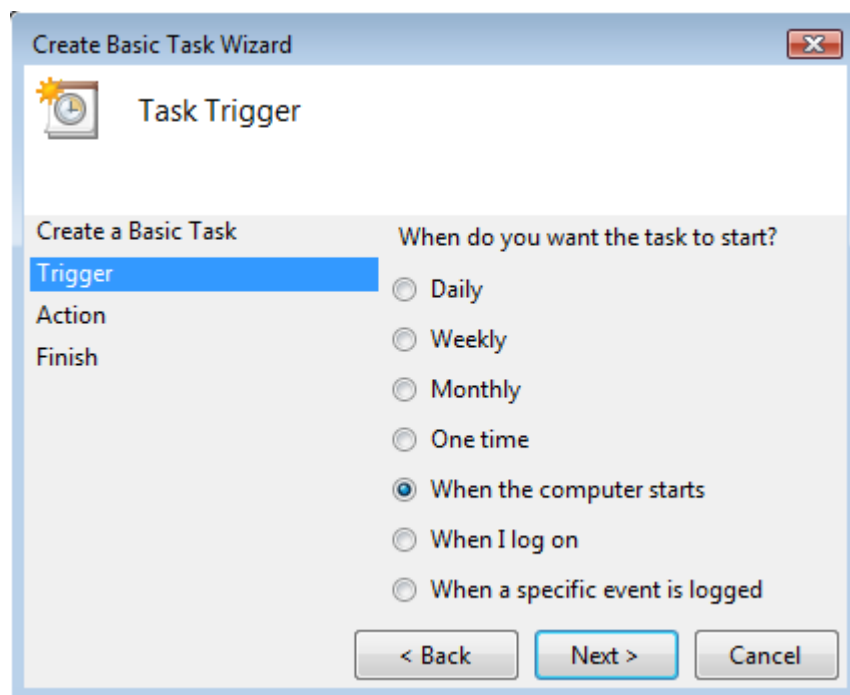 Create Basic Task Wizard
Task Trigger
Create a Basic Task
Trigger
Action
Finish
When do you want the task to start?
Daily
Weekly
Monthly
One time
When the computer starts
When I log on
When a specific event is logged
< Back
Next >
Cancel